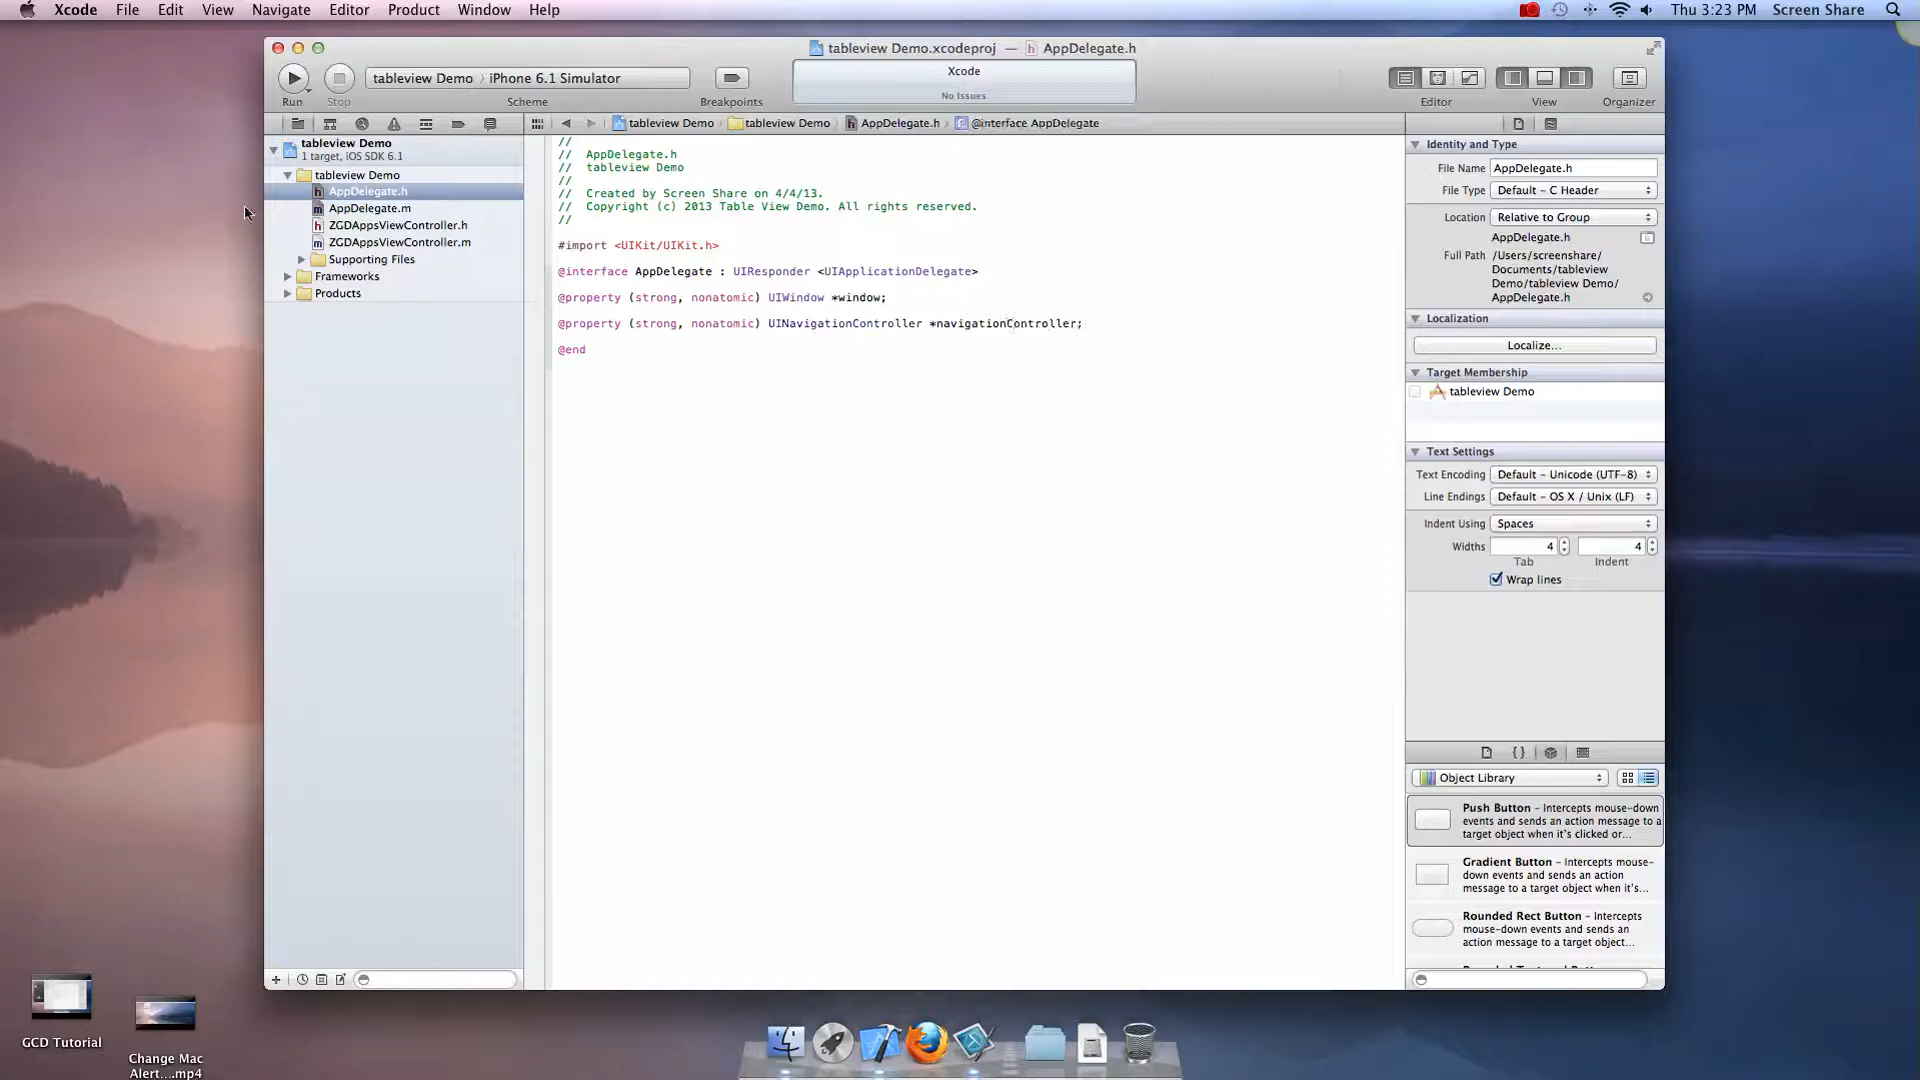 Xcode File Edit View Navigate Editor Product Window Help
Thu 3:23 PM Screen Share
tableview Demo.xcodeproj — AppDelegate.h
tableview Demo › iPhone 6.1 Simulator
Xcode
No Issues
Run Stop Scheme Breakpoints Editor View Organizer
tableview Demo › tableview Demo › AppDelegate.h › @interface AppDelegate
tableview Demo
1 target, iOS SDK 6.1
tableview Demo
AppDelegate.h
AppDelegate.m
ZGDAppsViewController.h
ZGDAppsViewController.m
Supporting Files
Frameworks
Products
//
// AppDelegate.h
// tableview Demo
//
// Created by Screen Share on 4/4/13.
// Copyright (c) 2013 Table View Demo. All rights reserved.
//
#import <UIKit/UIKit.h>
@interface AppDelegate : UIResponder <UIApplicationDelegate>
@property (strong, nonatomic) UIWindow *window;
@property (strong, nonatomic) UINavigationController *navigationController;
@end
Identity and Type
File Name AppDelegate.h
File Type Default - C Header
Location Relative to Group
AppDelegate.h
Full Path /Users/screenshare/
Documents/tableview
Demo/tableview Demo/
AppDelegate.h
Localization
Localize...
Target Membership
tableview Demo
Text Settings
Text Encoding Default - Unicode (UTF-8)
Line Endings Default - OS X / Unix (LF)
Indent Using Spaces
Widths 4 4
Tab Indent
Wrap lines
{ }
Object Library
Push Button - Intercepts mouse-down
events and sends an action message to a
target object when it's clicked or...
Gradient Button - Intercepts mouse-
down events and sends an action
message to a target object when it's...
Rounded Rect Button - Intercepts
mouse-down events and sends an
action message to a target object...
GCD Tutorial
Change Mac
Alert....mp4